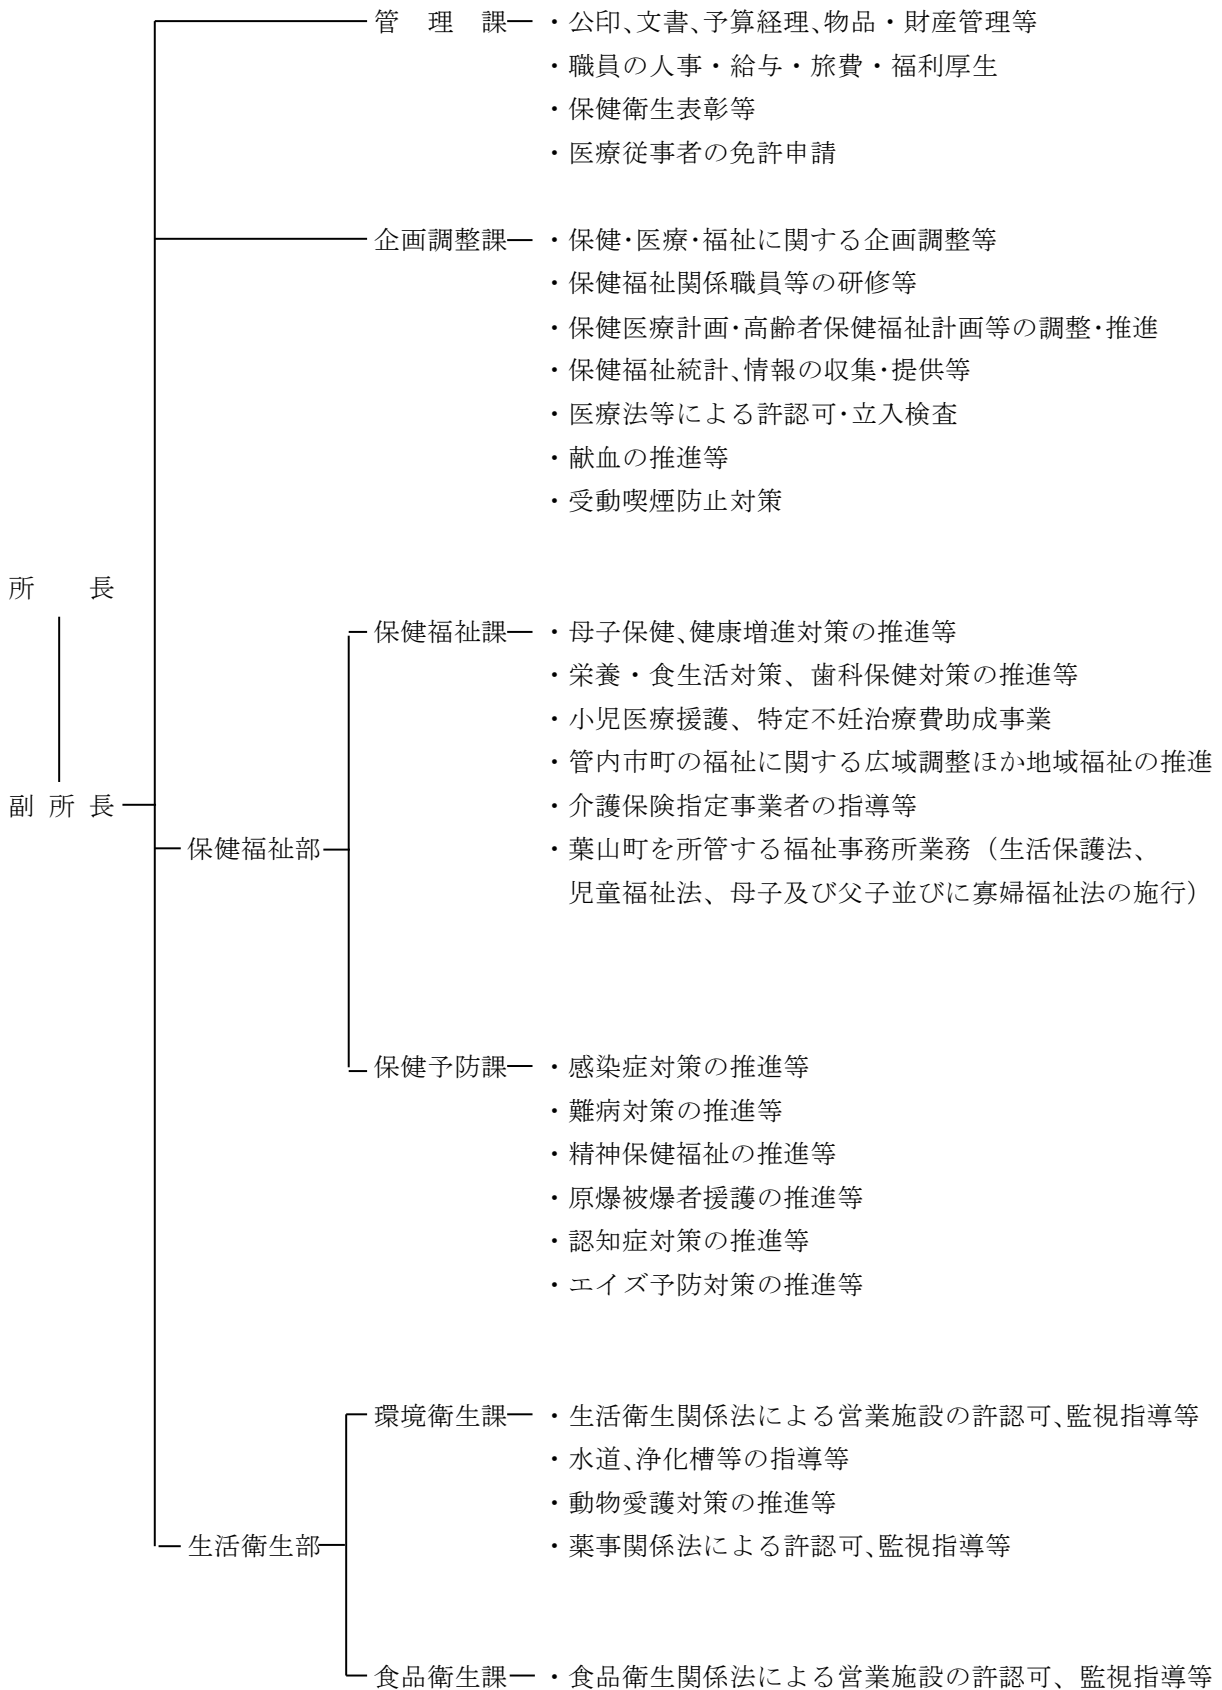 管　理　課 ・公印、文書、予算経理、物品・財産管理等
・職員の人事・給与・旅費・福利厚生
・保健衛生表彰等
・医療従事者の免許申請
企画調整課 ・保健・医療・福祉に関する企画調整等
・保健福祉関係職員等の研修等
・保健医療計画・高齢者保健福祉計画等の調整・推進
・保健福祉統計、情報の収集・提供等
・医療法等による許認可・立入検査
・献血の推進等
・受動喫煙防止対策
所　　長
保健福祉課 ・母子保健、健康増進対策の推進等
・栄養・食生活対策、歯科保健対策の推進等
・小児医療援護、特定不妊治療費助成事業
・管内市町の福祉に関する広域調整ほか地域福祉の推進
副 所 長 ・介護保険指定事業者の指導等
保健福祉部 ・葉山町を所管する福祉事務所業務（生活保護法、
児童福祉法、母子及び父子並びに寡婦福祉法の施行）
保健予防課 ・感染症対策の推進等
・難病対策の推進等
・精神保健福祉の推進等
・原爆被爆者援護の推進等
・認知症対策の推進等
・エイズ予防対策の推進等
環境衛生課 ・生活衛生関係法による営業施設の許認可、監視指導等
・水道、浄化槽等の指導等
・動物愛護対策の推進等
生活衛生部 ・薬事関係法による許認可、監視指導等
食品衛生課 ・食品衛生関係法による営業施設の許認可、監視指導等